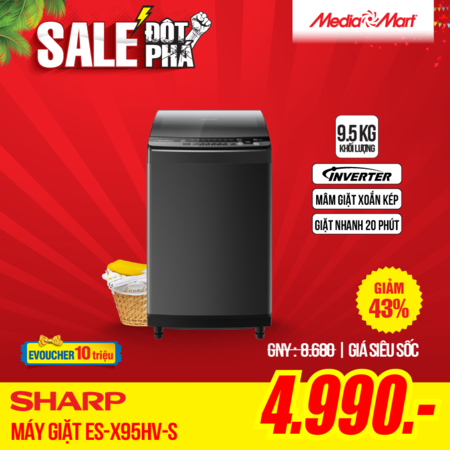 SALE ĐỘT PHÁ
MediaMart
9.5 KG
KHỐI LƯỢNG
INVERTER
MÂM GIẶT XOẮN KÉP
GIẶT NHANH 20 PHÚT
GIẢM
43%
EVOUCHER 10 triệu
GNY : 8.680 | GIÁ SIÊU SỐC
SHARP
4.990.-
MÁY GIẶT ES-X95HV-S